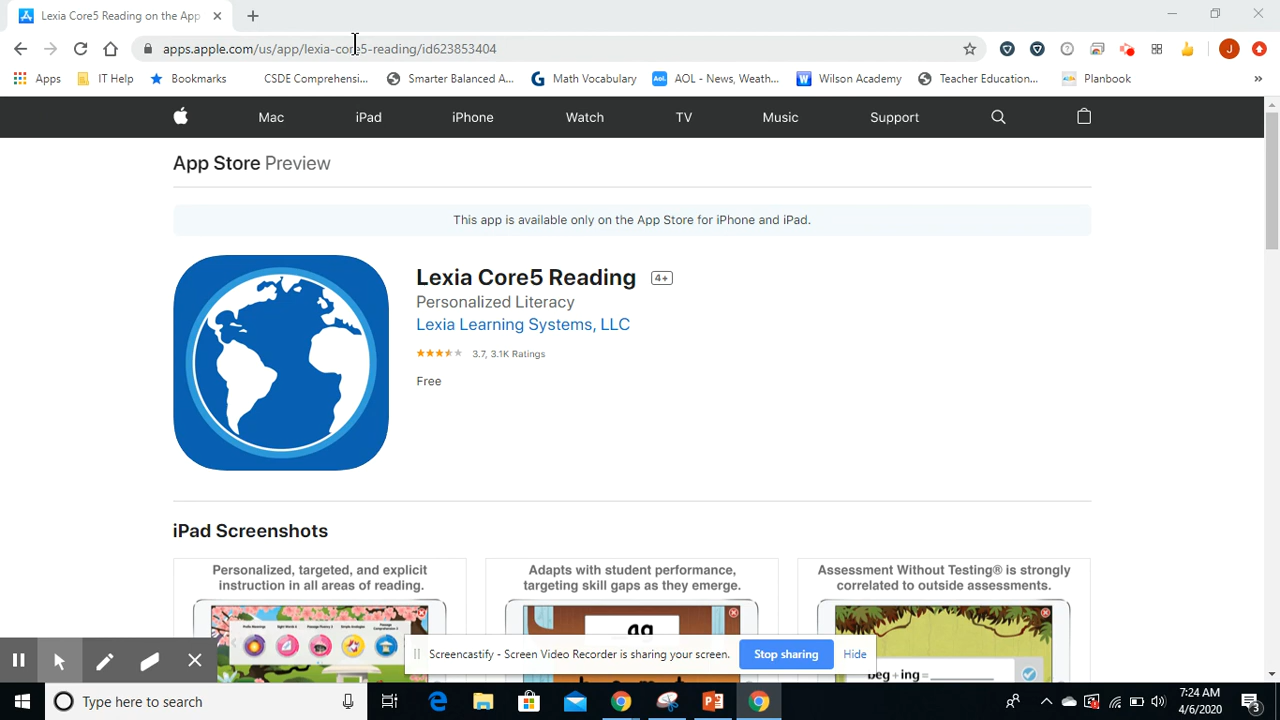 Lexia Core5 Reading on the App
apps.apple.com/us/app/lexia-core5-reading/id623853404
J
Apps IT Help Bookmarks CSDE Comprehensi... Smarter Balanced A... Math Vocabulary AOL - News, Weath... Wilson Academy Teacher Education... Planbook »
Mac iPad iPhone Watch TV Music Support
App Store Preview
This app is available only on the App Store for iPhone and iPad.
Lexia Core5 Reading 4+
Personalized Literacy
Lexia Learning Systems, LLC
3.7, 3.1K Ratings
Free
iPad Screenshots
Personalized, targeted, and explicit
instruction in all areas of reading.
Adapts with student performance,
targeting skill gaps as they emerge.
Assessment Without Testing® is strongly
correlated to outside assessments.
beg + ing =
Screencastify - Screen Video Recorder is sharing your screen. Stop sharing Hide
Type here to search
7:24 AM
4/6/2020
3